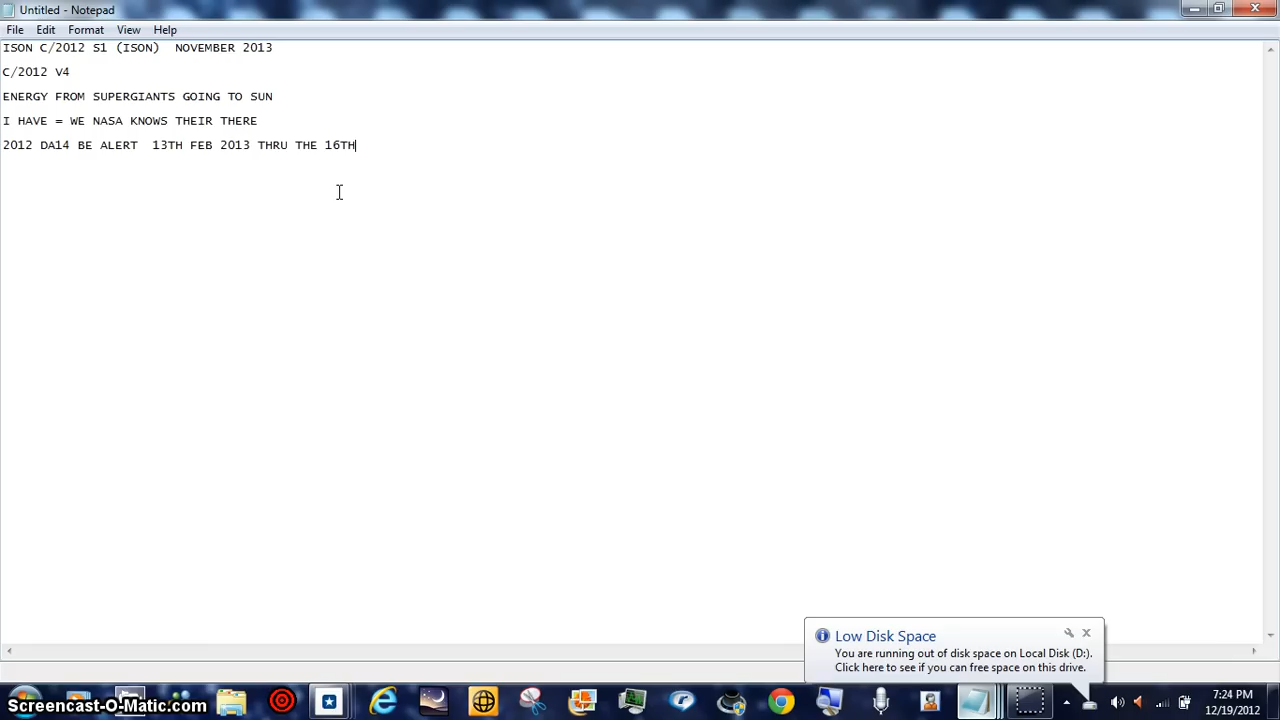 Untitled - Notepad
File Edit Format View Help
ISON C/2012 S1 (ISON)  NOVEMBER 2013
C/2012 V4
ENERGY FROM SUPERGIANTS GOING TO SUN
I HAVE = WE NASA KNOWS THEIR THERE
2012 DA14 BE ALERT  13TH FEB 2013 THRU THE 16TH
Low Disk Space
You are running out of disk space on Local Disk (D:).
Click here to see if you can free space on this drive.
Screencast-O-Matic.com
7:24 PM
12/19/2012